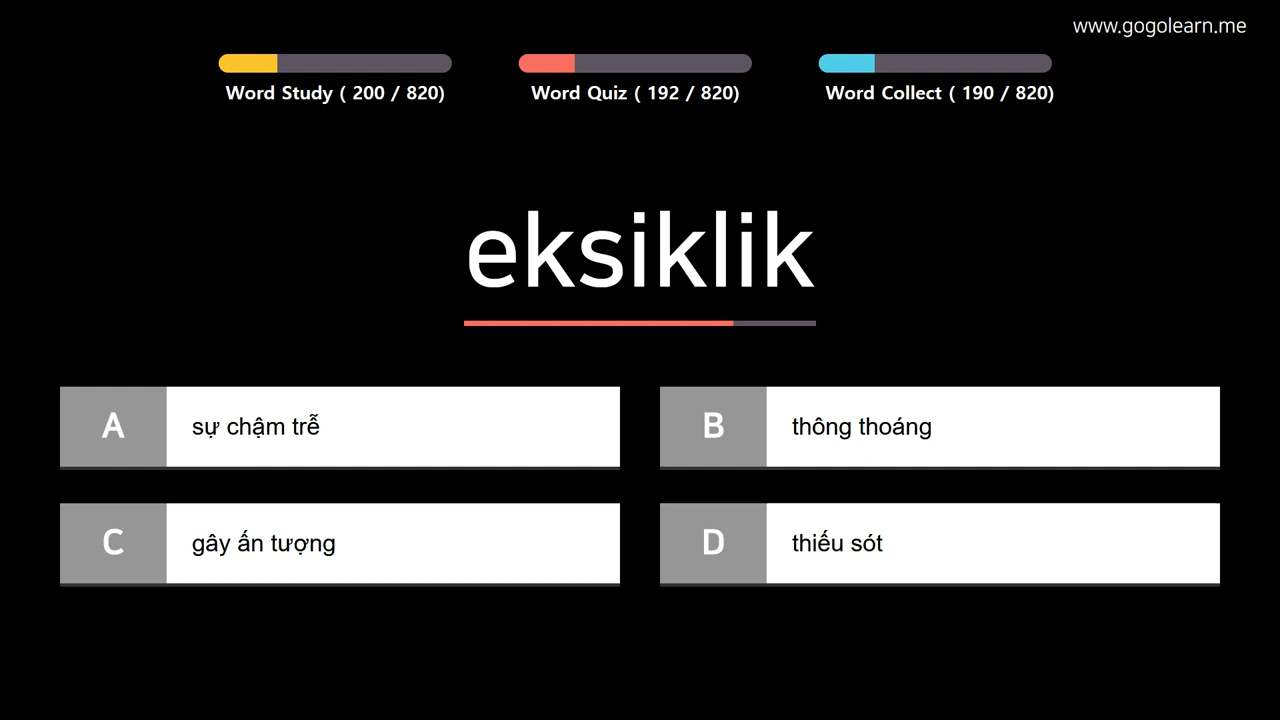 www.gogolearn.me
Word Study ( 200 / 820)
Word Quiz ( 192 / 820)
Word Collect ( 190 / 820)
eksiklik
A
sự chậm trễ
B
thông thoáng
C
gây ấn tượng
D
thiếu sót